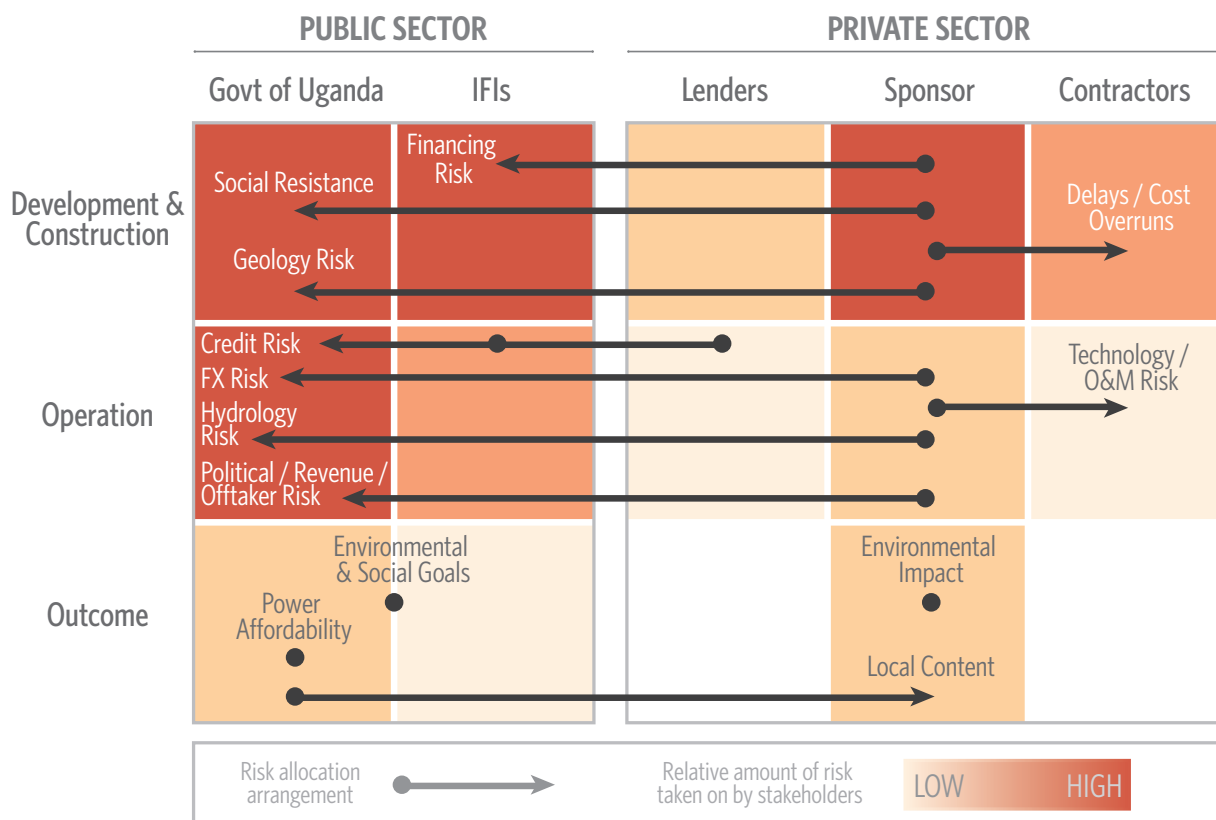 PUBLIC SECTOR
PRIVATE SECTOR
Govt of Uganda
IFIs
Lenders
Sponsor
Contractors
Development &
Construction
Financing
Risk
Social Resistance
Geology Risk
Delays / Cost
Overruns
Operation
Credit Risk
FX Risk
Hydrology
Risk
Political / Revenue /
Offtaker Risk
Technology /
O&M Risk
Outcome
Environmental
& Social Goals
Power
Affordability
Environmental
Impact
Local Content
Risk allocation
arrangement
Relative amount of risk
taken on by stakeholders
LOW
HIGH